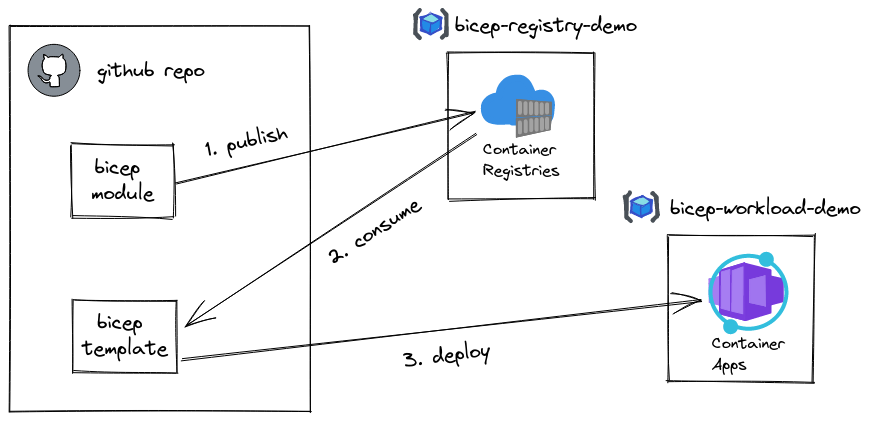 bicep-registry-demo
github repo
1. publish
Container
Registries
bicep
module
2. consume
bicep-workload-demo
bicep
template
3. deploy
Container
Apps